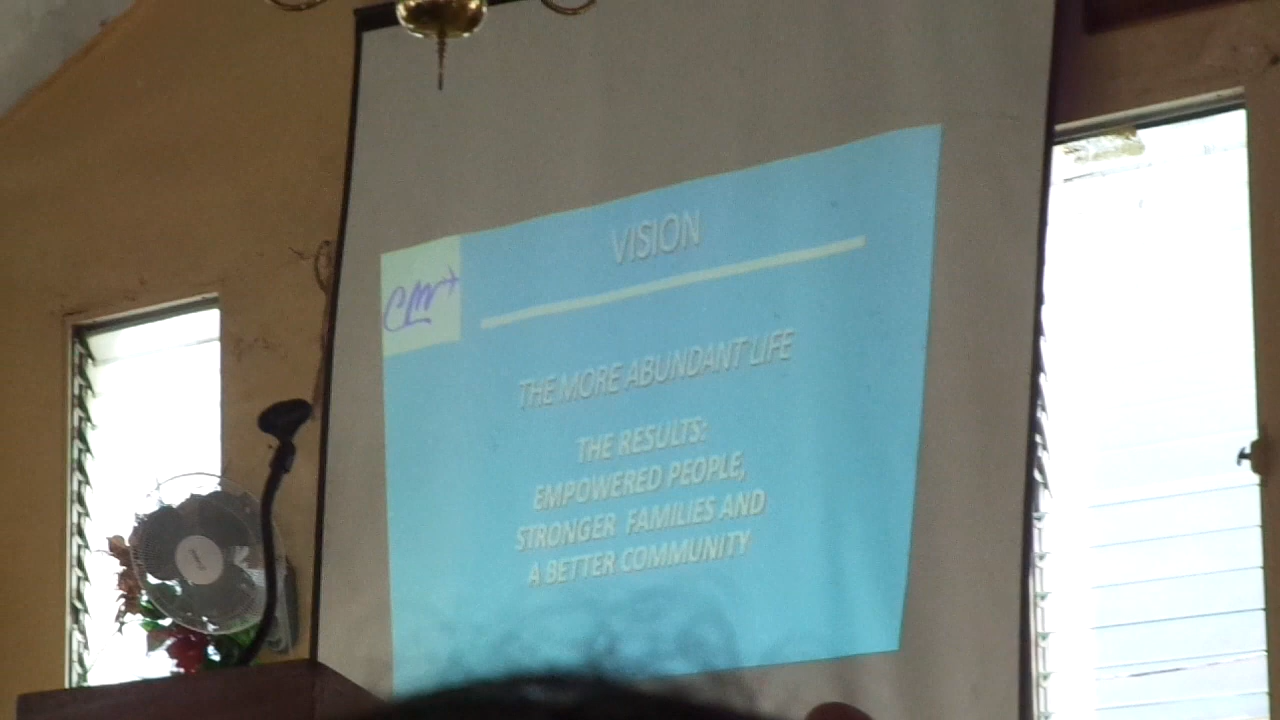 VISION
CLM
THE MORE ABUNDANT LIFE
THE RESULTS:
EMPOWERED PEOPLE,
STRONGER FAMILIES AND
A BETTER COMMUNITY